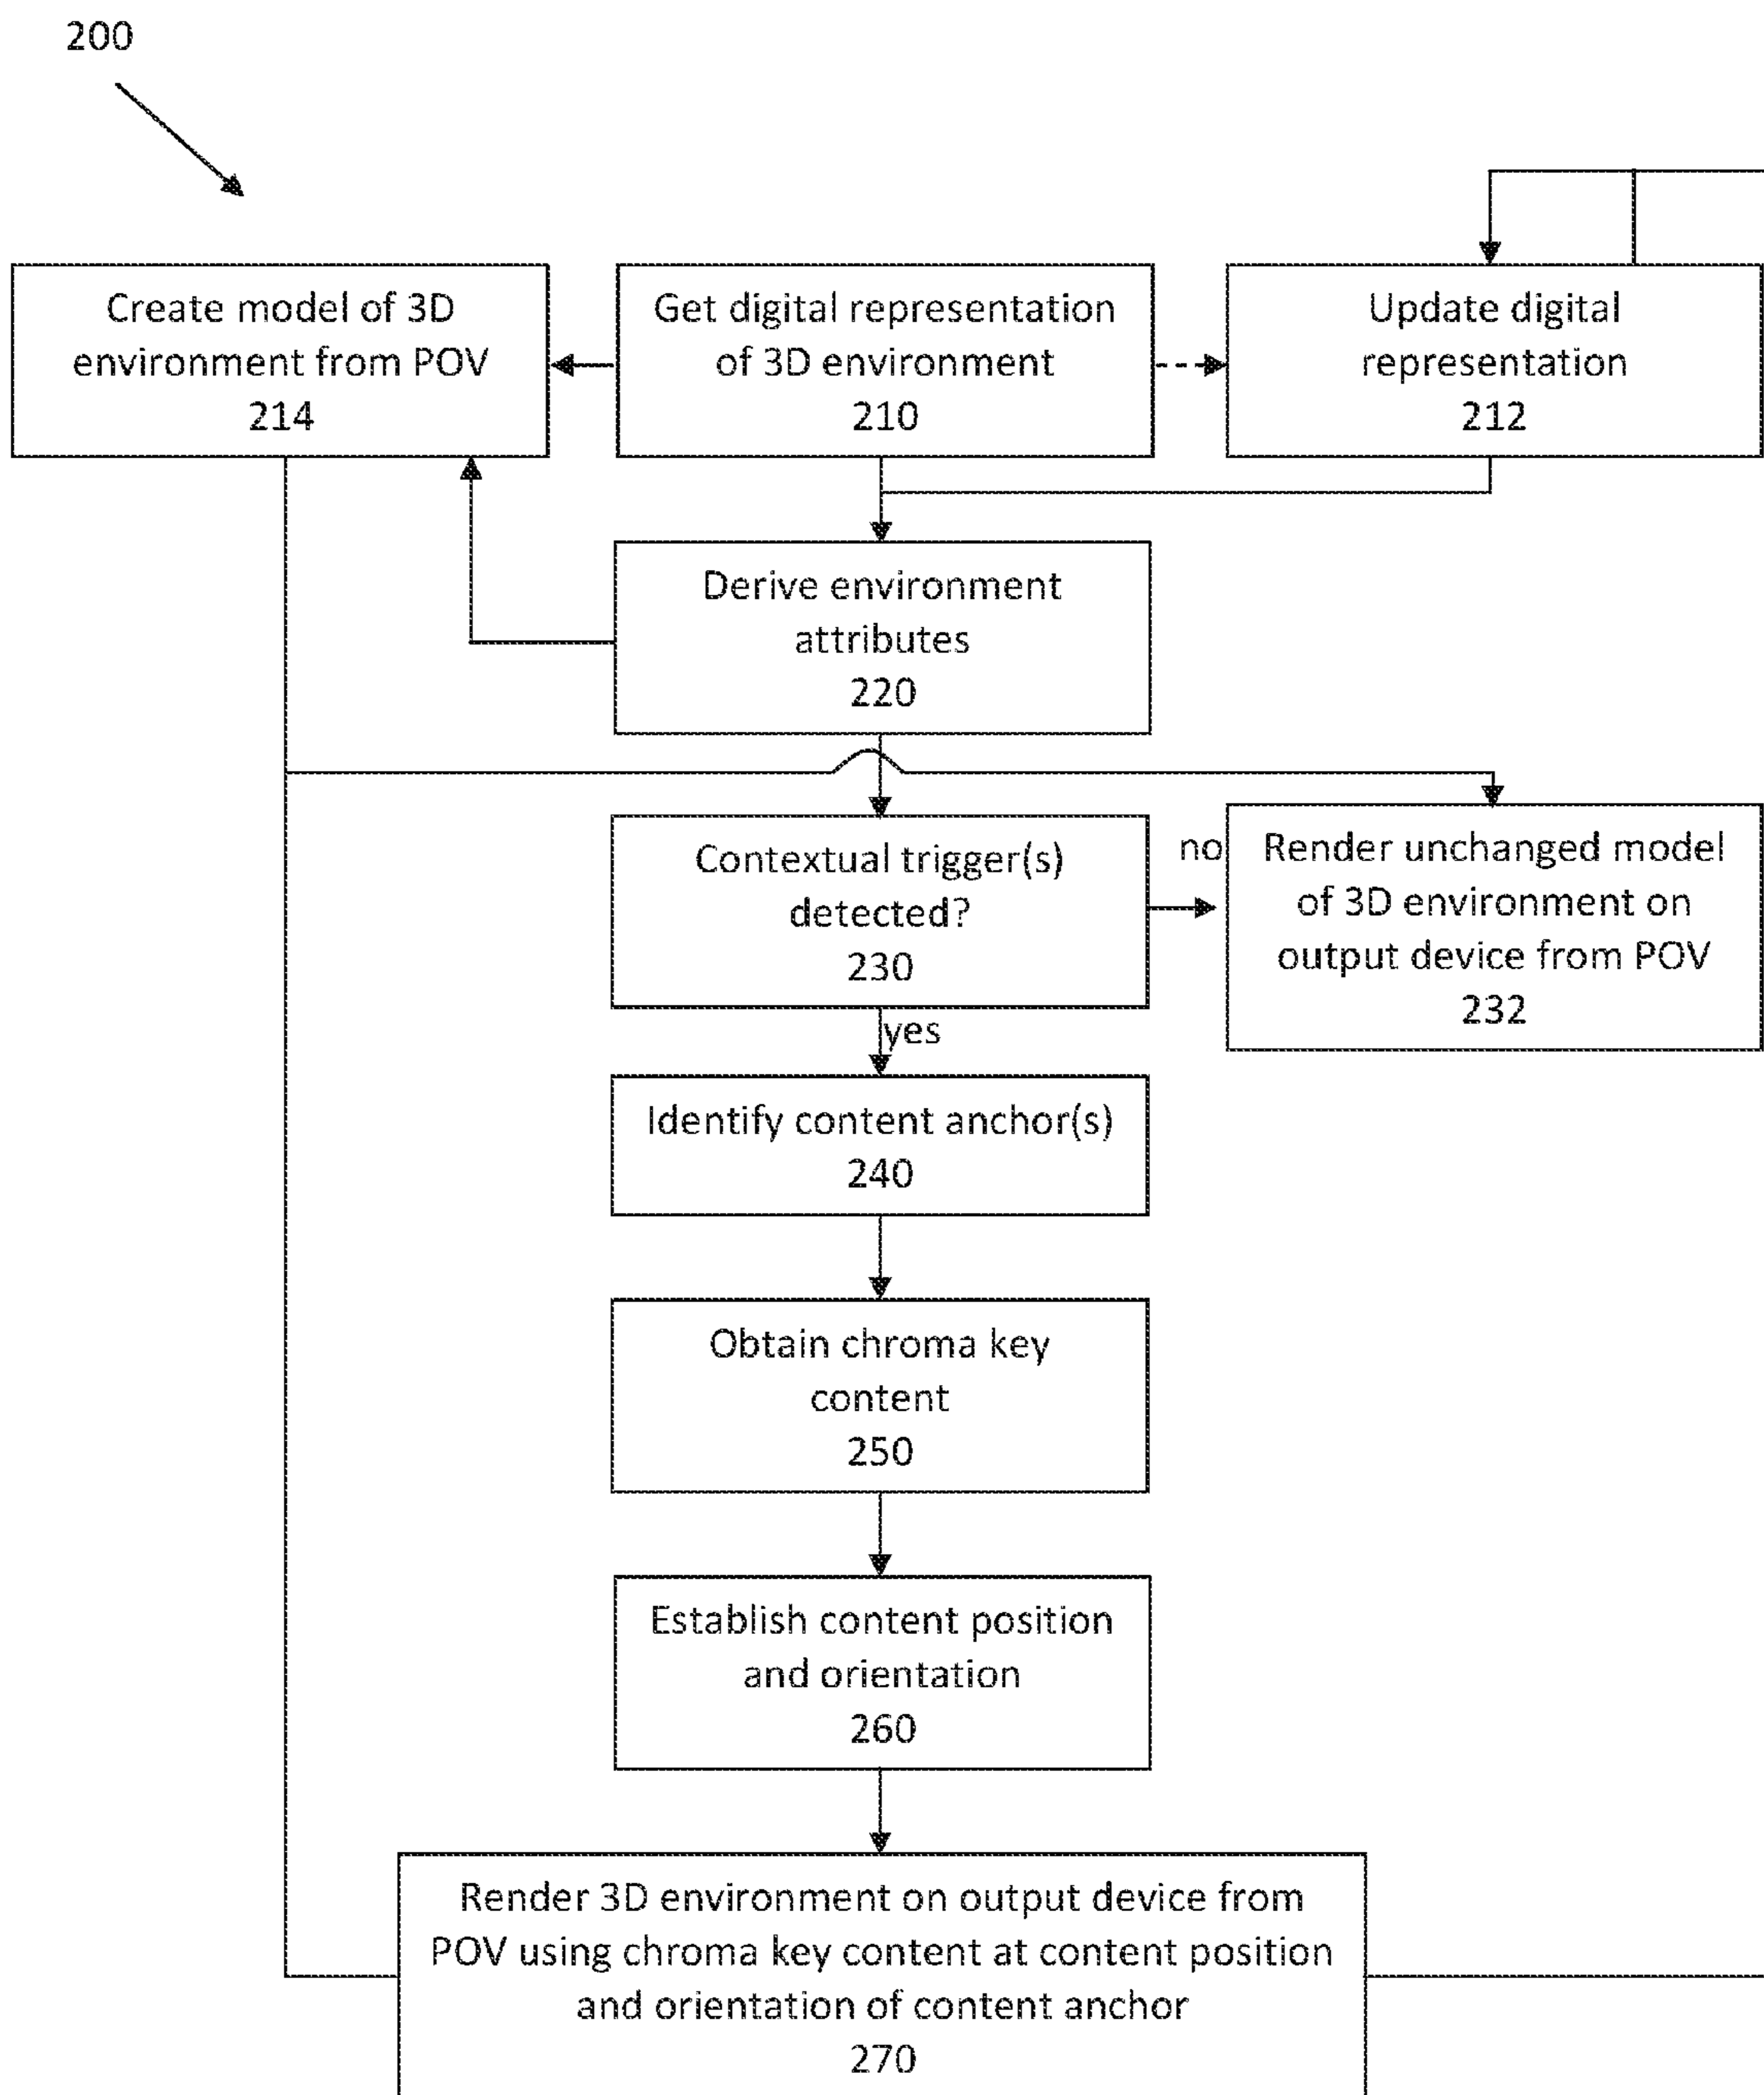 200
Create model of 3D
environment from POV
214
Get digital representation
of 3D environment
210
Update digital
representation
212
Derive environment
attributes
220
Contextual trigger(s)
detected?
230
no
Render unchanged model
of 3D environment on
output device from POV
232
yes
Identify content anchor(s)
240
Obtain chroma key
content
250
Establish content position
and orientation
260
Render 3D environment on output device from
POV using chroma key content at content position
and orientation of content anchor
270